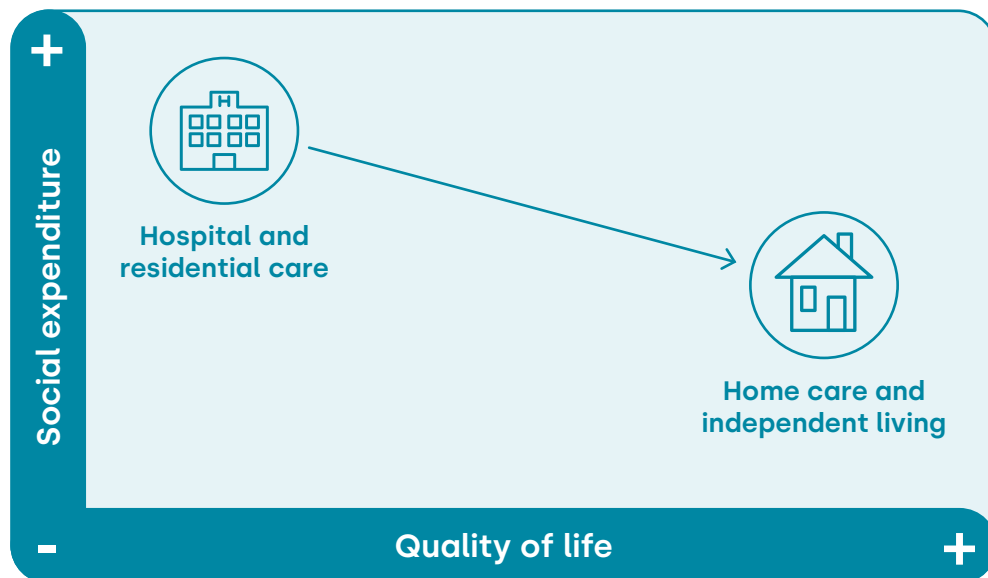 +
H
Hospital and
residential care
Social expenditure
Home care and
independent living
-
Quality of life
+